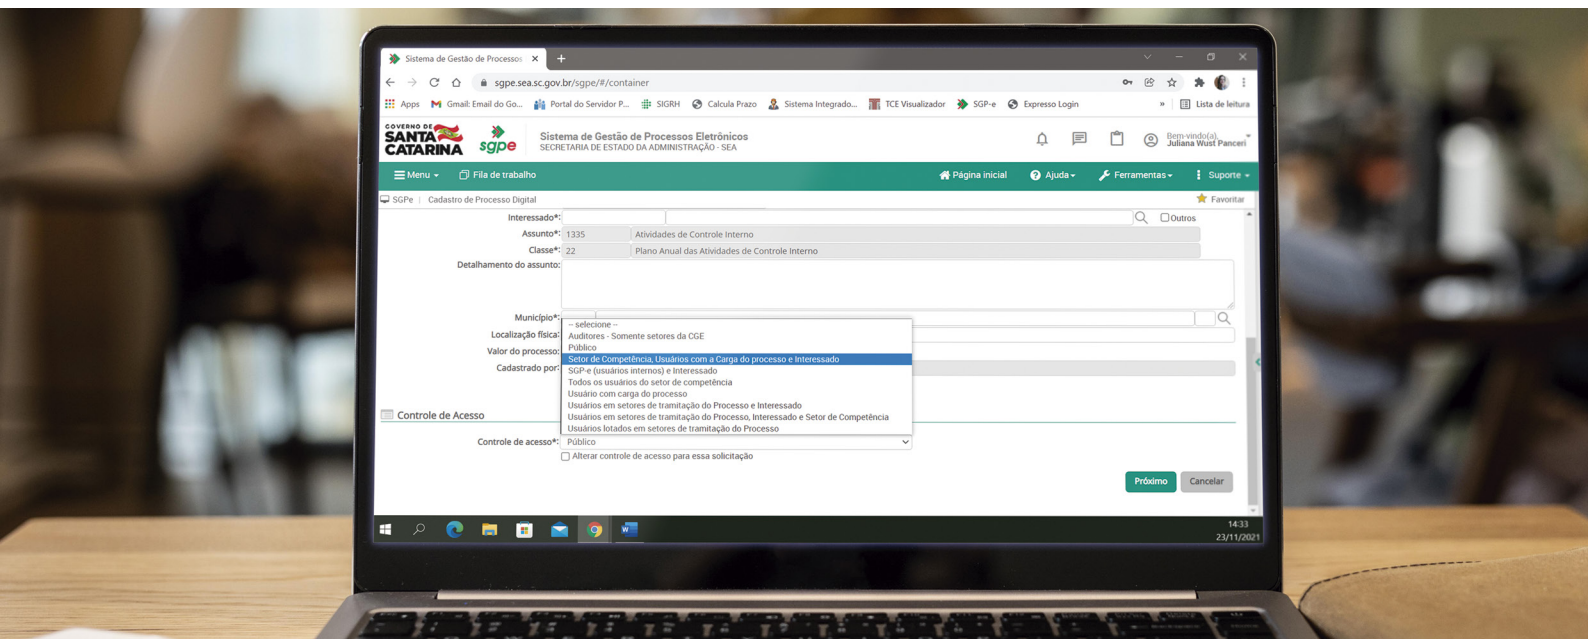 Sistema de Gestão de Processos
sgpe.sea.sc.gov.br/sgpe/#/container
Apps Gmail: Email do Go... Portal do Servidor P... SIGRH Calcula Prazo Sistema Integrado... TCE Visualizador SGP-e Expresso Login » Lista de leitura
GOVERNO DE
SANTA
CATARINA
sgpe
Sistema de Gestão de Processos Eletrônicos
SECRETARIA DE ESTADO DA ADMINISTRAÇÃO - SEA
Bem-vindo(a),
Juliana Wust Panceri
Menu Fila de trabalho Página inicial Ajuda Ferramentas Suporte
SGPe | Cadastro de Processo Digital Favoritar
Interessado*: Outros
Assunto*: 1335 Atividades de Controle Interno
Classe*: 22 Plano Anual das Atividades de Controle Interno
Detalhamento do assunto:
Município*:
-- selecione --
Localização física:
Auditores - Somente setores da CGE
Público
Valor do processo:
Setor de Competência, Usuários com a Carga do processo e Interessado
Cadastrado por:
SGP-e (usuários internos) e Interessado
Todos os usuários do setor de competência
Usuário com carga do processo
Usuários em setores de tramitação do Processo e Interessado
Controle de Acesso
Usuários em setores de tramitação do Processo, Interessado e Setor de Competência
Usuários lotados em setores de tramitação do Processo
Controle de acesso*: Público
Alterar controle de acesso para essa solicitação
Próximo Cancelar
14:33
23/11/2021